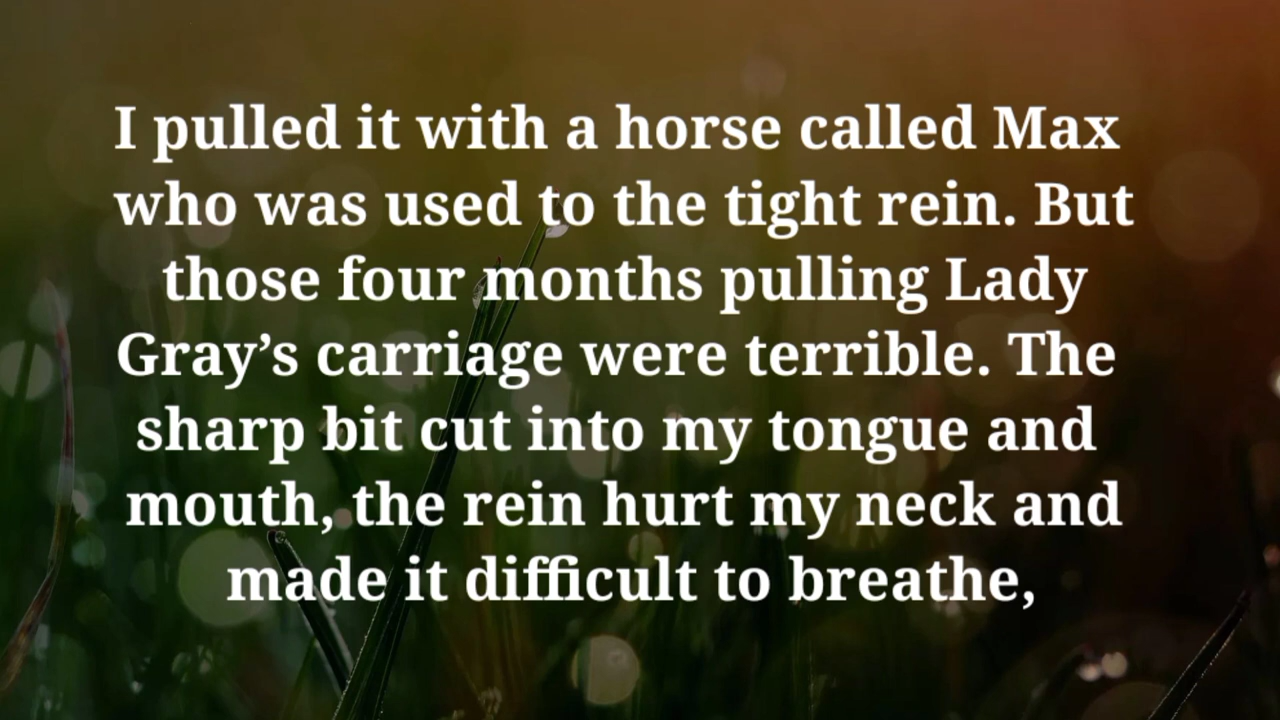 I pulled it with a horse called Max
who was used to the tight rein. But
those four months pulling Lady
Gray’s carriage were terrible. The
sharp bit cut into my tongue and
mouth, the rein hurt my neck and
made it difficult to breathe,